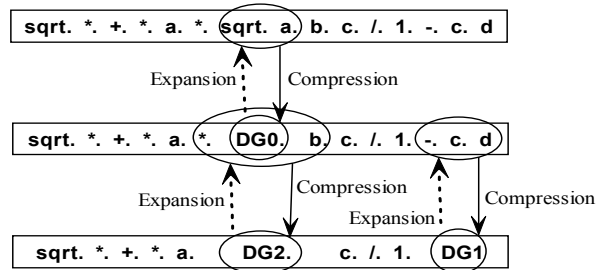 sqrt. *. +. *. a. *. sqrt. a. b. c. /. 1. -. c. d
Expansion Compression
sqrt. *. +. *. a. *. DG0. b. c. /. 1. -. c. d
Expansion Compression Expansion Compression
sqrt. *. +. *. a. DG2. c. /. 1. DG1